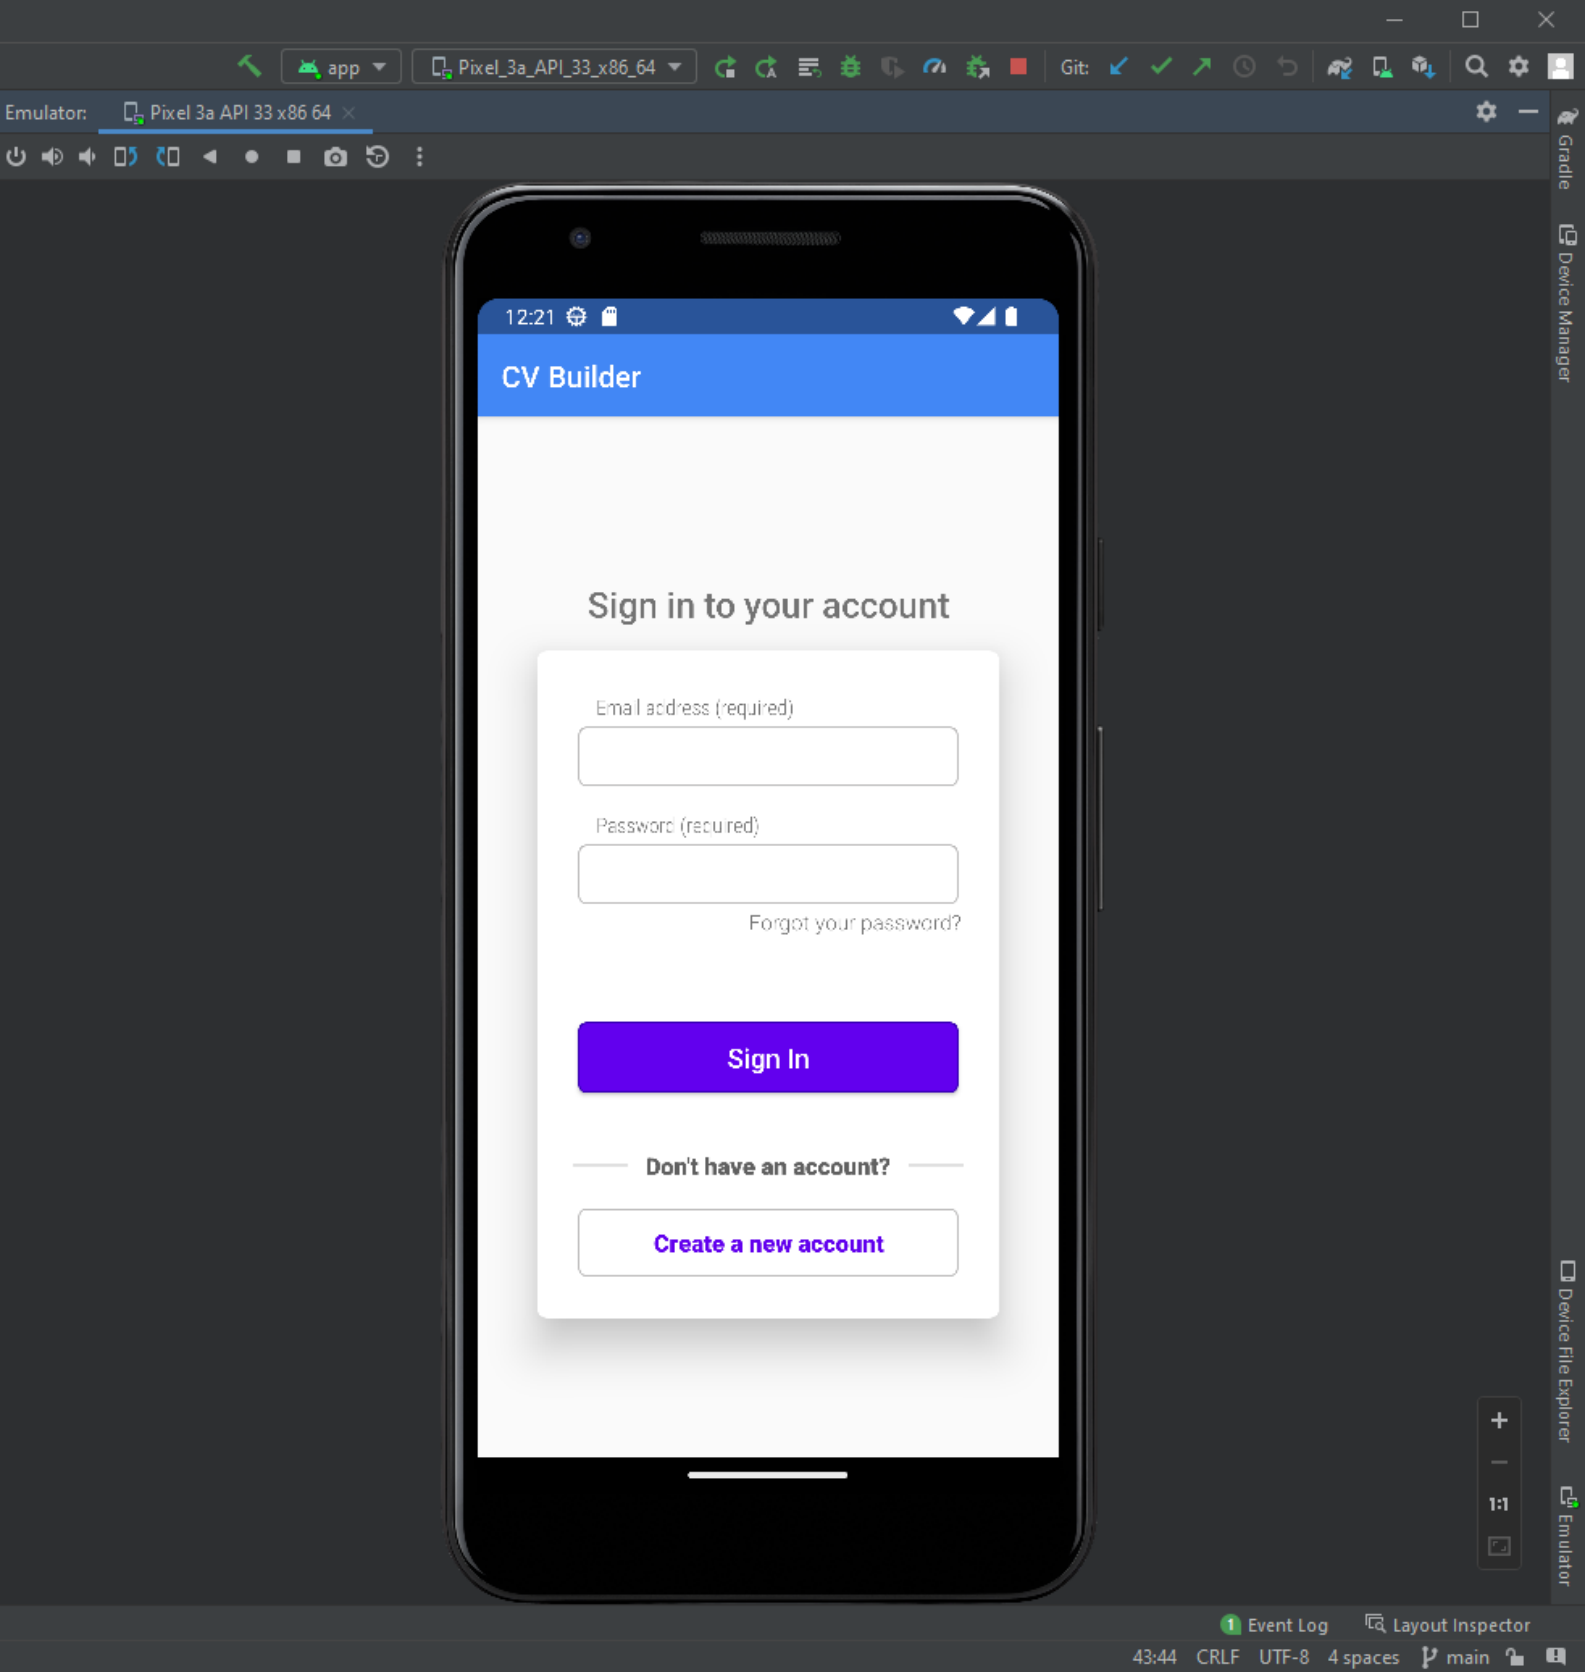 app
Pixel_3a_API_33_x86_64
Git:
Emulator:
Pixel 3a API 33 x86 64
Gradle
Device Manager
12:21
CV Builder
Sign in to your account
Email address (required)
Password (required)
Forgot your password?
Sign In
Don't have an account?
Create a new account
Device File Explorer
1:1
Emulator
1 Event Log
Layout Inspector
43:44 CRLF UTF-8 4 spaces main